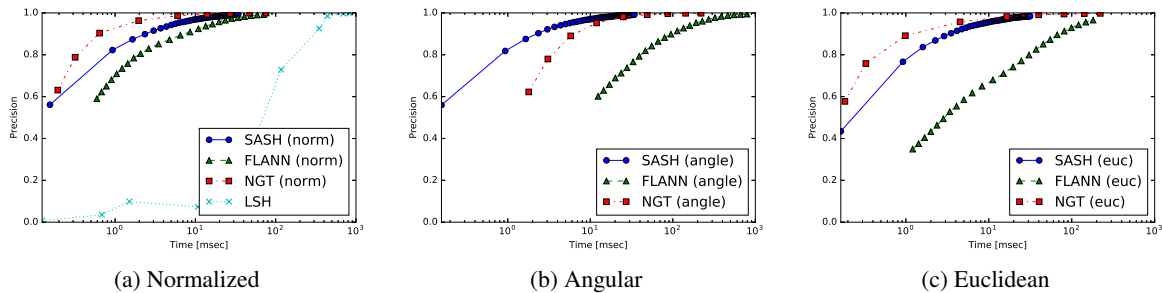 1.0
0.8
0.6
0.4
0.2
0.0
Precision
10^0 10^1 10^2 10^3
Time [msec]
SASH (norm)
FLANN (norm)
NGT (norm)
LSH
(a) Normalized
1.0
0.8
0.6
0.4
0.2
0.0
Precision
10^0 10^1 10^2 10^3
Time [msec]
SASH (angle)
FLANN (angle)
NGT (angle)
(b) Angular
1.0
0.8
0.6
0.4
0.2
0.0
Precision
10^0 10^1 10^2 10^3
Time [msec]
SASH (euc)
FLANN (euc)
NGT (euc)
(c) Euclidean